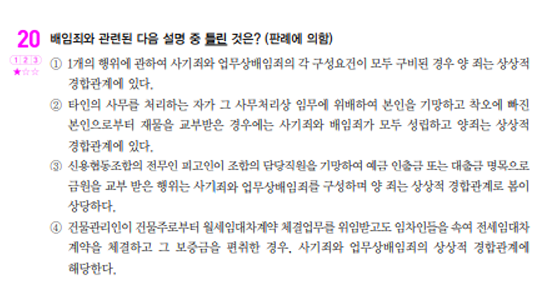 20 배임죄와 관련된 다음 설명 중 틀린 것은? (판례에 의함)
1 2 3
★☆☆
① 1개의 행위에 관하여 사기죄와 업무상배임죄의 각 구성요건이 모두 구비된 경우 양 죄는 상상적
경합관계에 있다.
② 타인의 사무를 처리하는 자가 그 사무처리상 임무에 위배하여 본인을 기망하고 착오에 빠진
본인으로부터 재물을 교부받은 경우에는 사기죄와 배임죄가 모두 성립하고 양죄는 상상적
경합관계에 있다.
③ 신용협동조합의 전무인 피고인이 조합의 담당직원을 기망하여 예금 인출금 또는 대출금 명목으로
금원을 교부 받은 행위는 사기죄와 업무상배임죄를 구성하며 양 죄는 상상적 경합관계로 봄이
상당하다.
④ 건물관리인이 건물주로부터 월세임대차계약 체결업무를 위임받고도 임차인들을 속여 전세임대차
계약을 체결하고 그 보증금을 편취한 경우. 사기죄와 업무상배임죄의 상상적 경합관계에
해당한다.